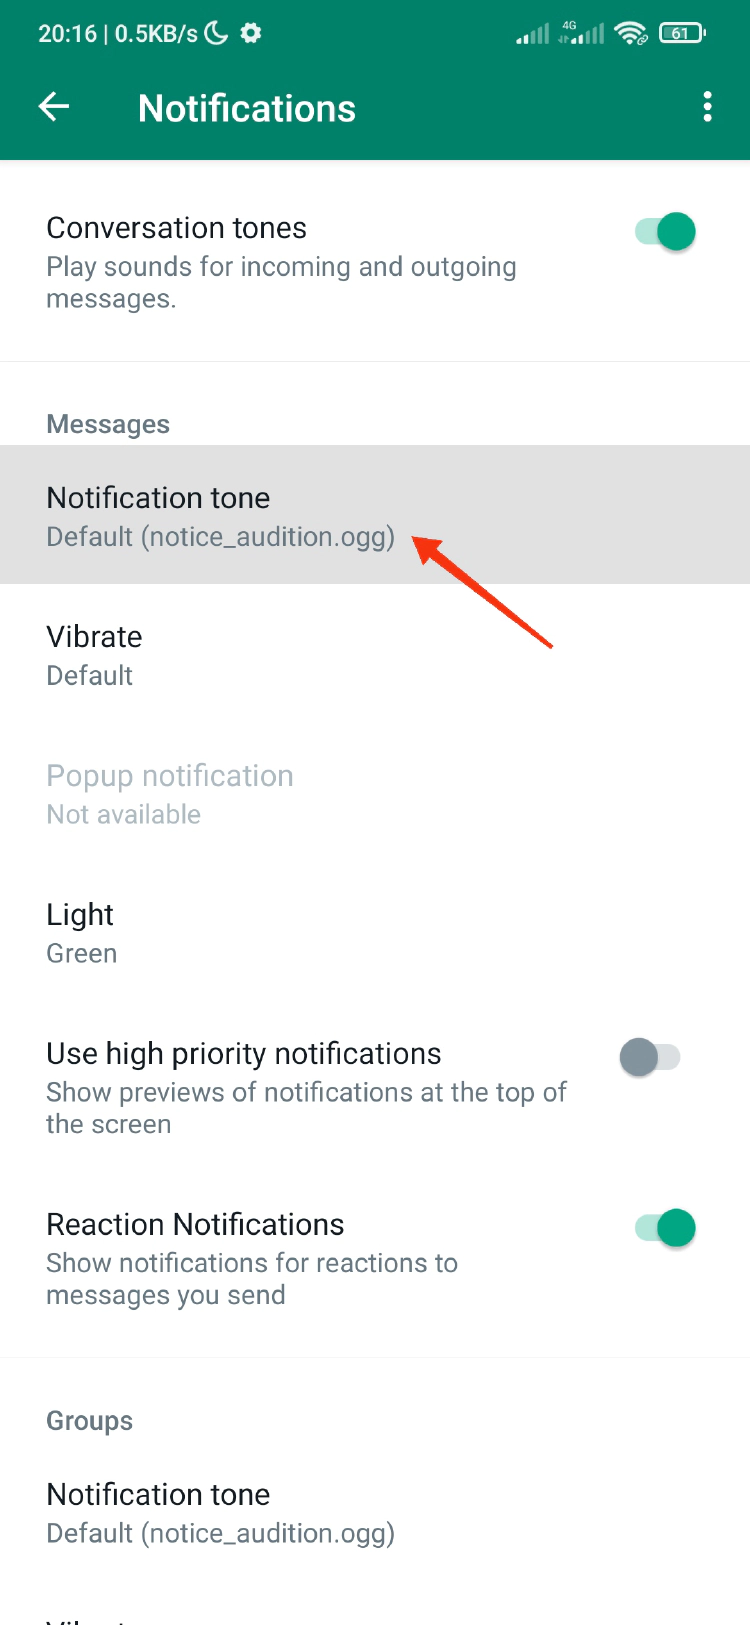 20:16 | 0.5KB/s
4G
61
Notifications
Conversation tones
Play sounds for incoming and outgoing
messages.
Messages
Notification tone
Default (notice_audition.ogg)
Vibrate
Default
Popup notification
Not available
Light
Green
Use high priority notifications
Show previews of notifications at the top of
the screen
Reaction Notifications
Show notifications for reactions to
messages you send
Groups
Notification tone
Default (notice_audition.ogg)